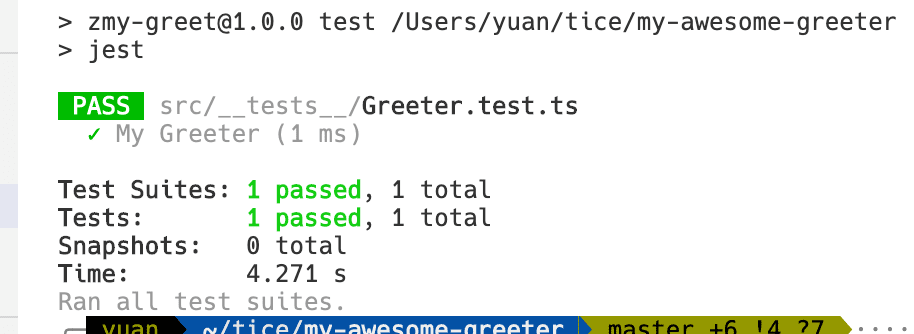 > zmy-greet@1.0.0 test /Users/yuan/tice/my-awesome-greeter
> jest
PASS src/__tests__/Greeter.test.ts
✓ My Greeter (1 ms)
Test Suites: 1 passed, 1 total
Tests: 1 passed, 1 total
Snapshots: 0 total
Time: 4.271 s
Ran all test suites.
yuan ~/tice/my-awesome-greeter master +6 !4 ?7